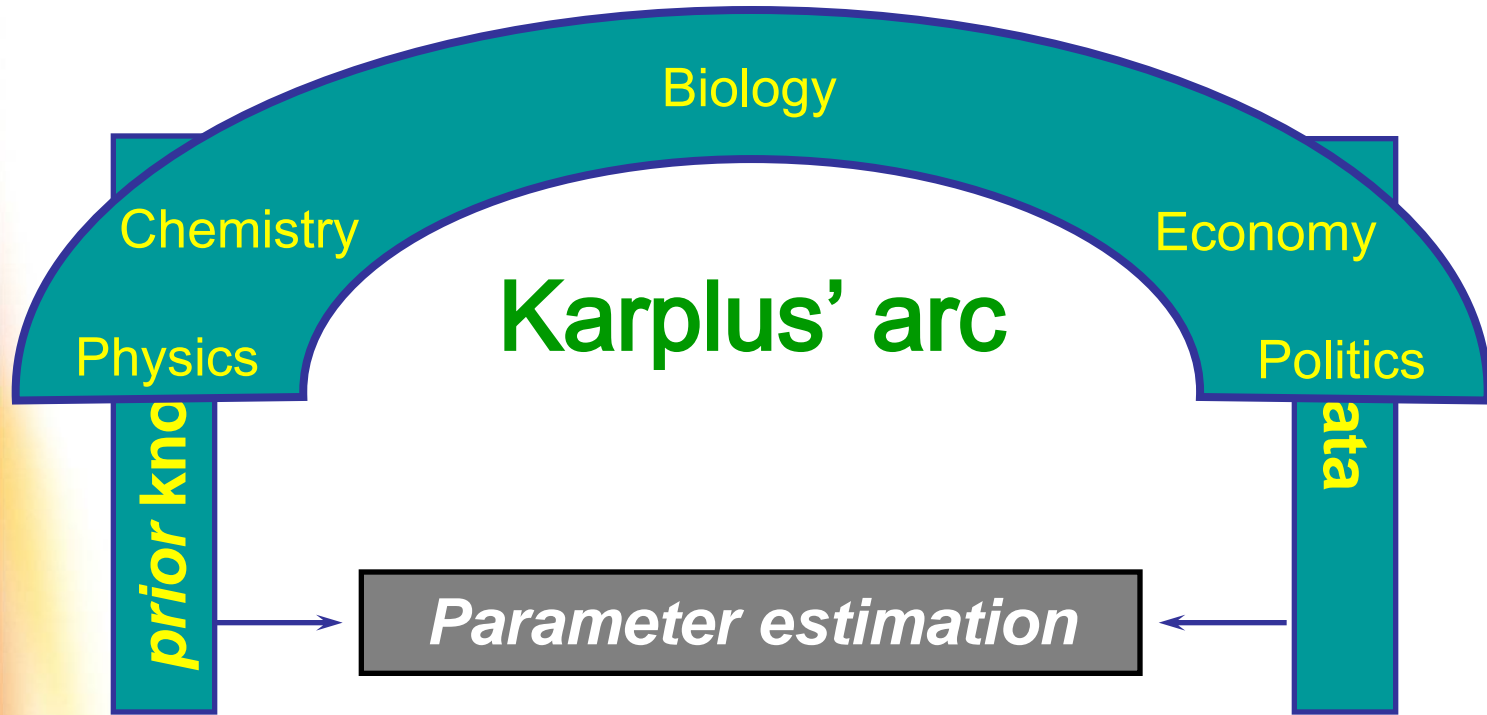 Biology
Chemistry
Economy
Karplus’ arc
Physics
Politics
prior kno
ata
Parameter estimation